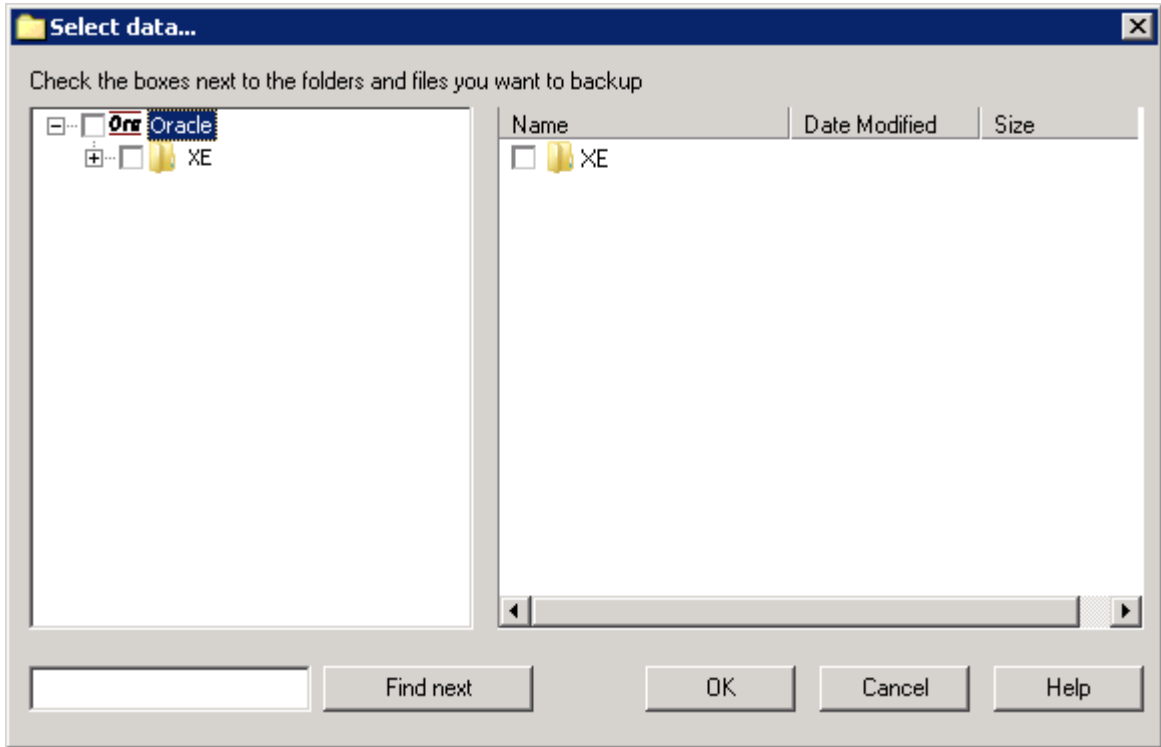 Select data...
Check the boxes next to the folders and files you want to backup
Ora Oracle
XE
Name Date Modified Size
XE
Find next OK Cancel Help